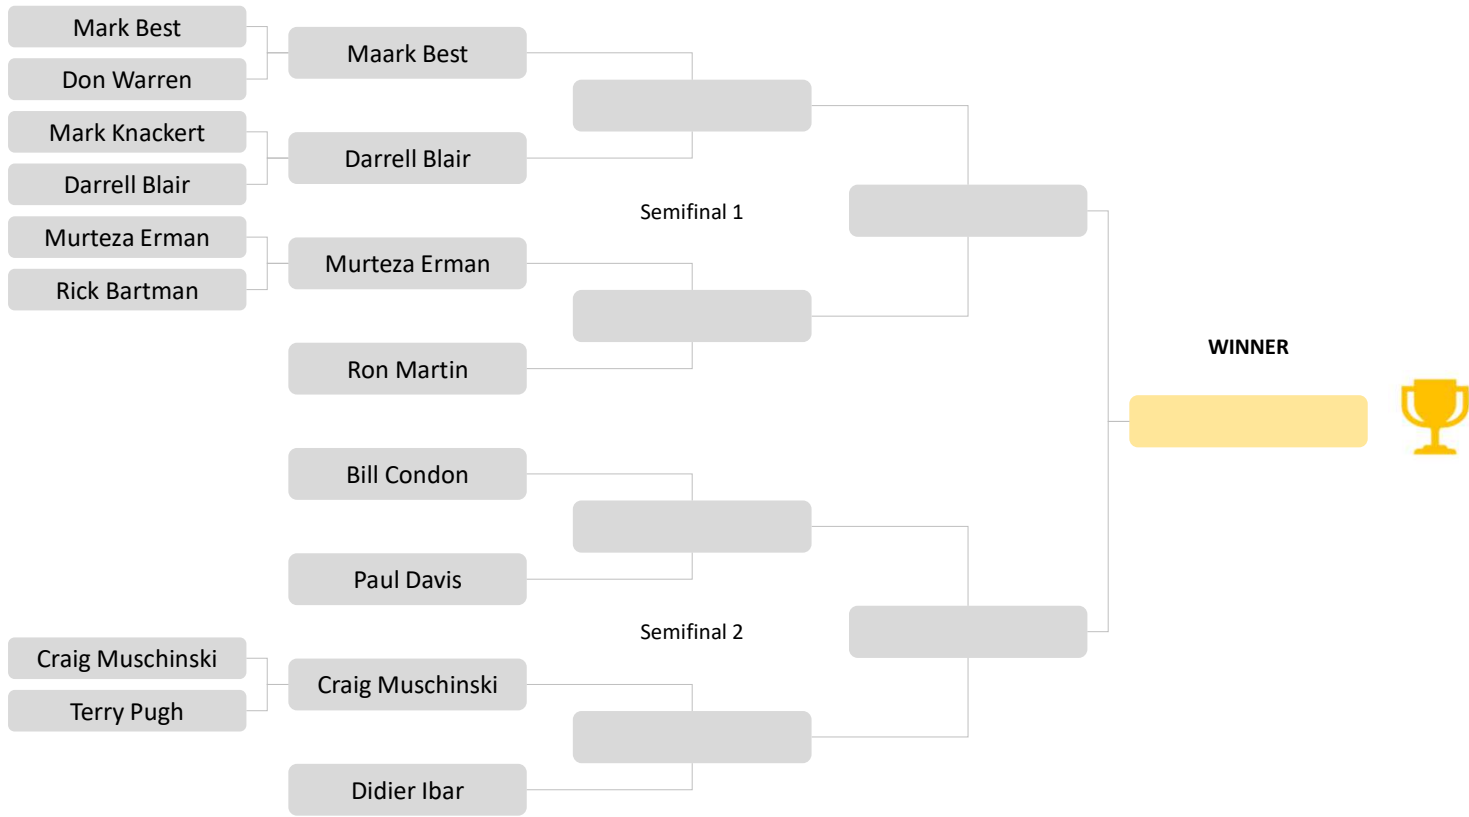 Mark Best
Don Warren
Mark Knackert
Darrell Blair
Murteza Erman
Rick Bartman
Craig Muschinski
Terry Pugh
Maark Best
Darrell Blair
Murteza Erman
Ron Martin
Bill Condon
Paul Davis
Craig Muschinski
Didier Ibar
Semifinal 1
Semifinal 2
WINNER